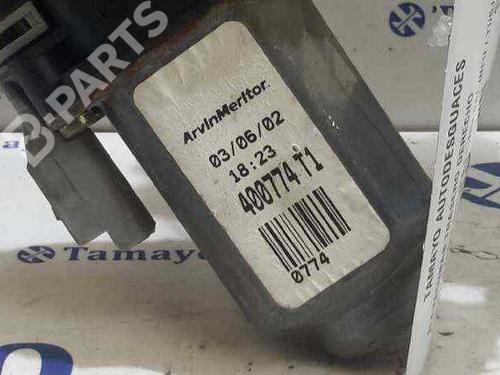 B-PARTS
ArvinMeritor
03/06/02
18:23
400774 T1
0774
Tamayo
TAMAYO AUTODESGUACES